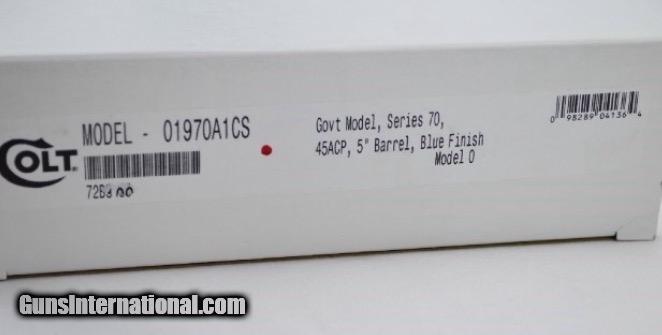 COLT
MODEL - 01970A1CS
Govt Model, Series 70,
45ACP, 5" Barrel, Blue Finish
Model O
0 98289 04136 4
GunsInternational.com